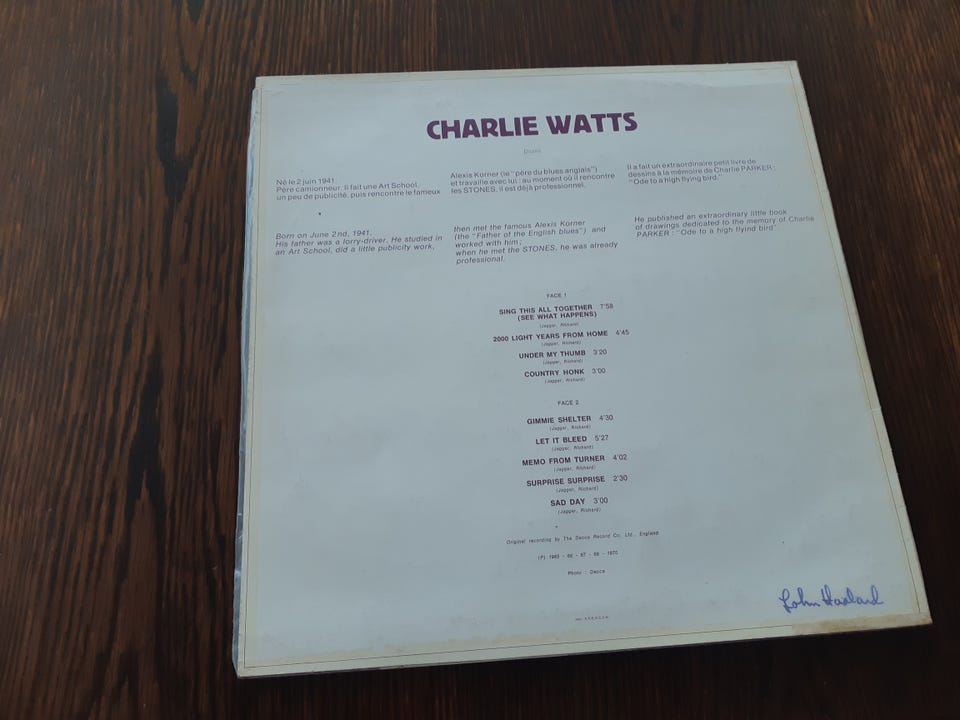 CHARLIE WATTS
Drums
Né le 2 juin 1941.
Père camionneur. Il fait une Art School,
un peu de publicité, puis rencontre le fameux
Alexis Korner (le "père du blues anglais")
et travaille avec lui : au moment où il rencontre
les STONES, il est déjà professionnel.
Il a fait un extraordinaire petit livre de
dessins à la mémoire de Charlie PARKER :
"Ode to a high flying bird."
Born on June 2nd, 1941.
His father was a lorry-driver. He studied in
an Art School, did a little publicity work,
then met the famous Alexis Korner
(the "Father of the English blues") and
worked with him ;
when he met the STONES, he was already
professional.
He published an extraordinary little book
of drawings dedicated to the memory of Charlie
PARKER : "Ode to a high flyind bird"
FACE 1
SING THIS ALL TOGETHER 7'58
(SEE WHAT HAPPENS)
(Jagger, Richard)
2000 LIGHT YEARS FROM HOME 4'45
(Jagger, Richard)
UNDER MY THUMB 3'20
(Jagger, Richard)
COUNTRY HONK 3'00
(Jagger, Richard)
FACE 2
GIMMIE SHELTER 4'30
(Jagger, Richard)
LET IT BLEED 5'27
(Jagger, Richard)
MEMO FROM TURNER 4'02
(Jagger, Richard)
SURPRISE SURPRISE 2'30
(Jagger, Richard)
SAD DAY 3'00
(Jagger, Richard)
Original recording by The Decca Record Co. Ltd., England
(P) 1965 - 66 - 67 - 69 - 1970
Photo : Decca
John